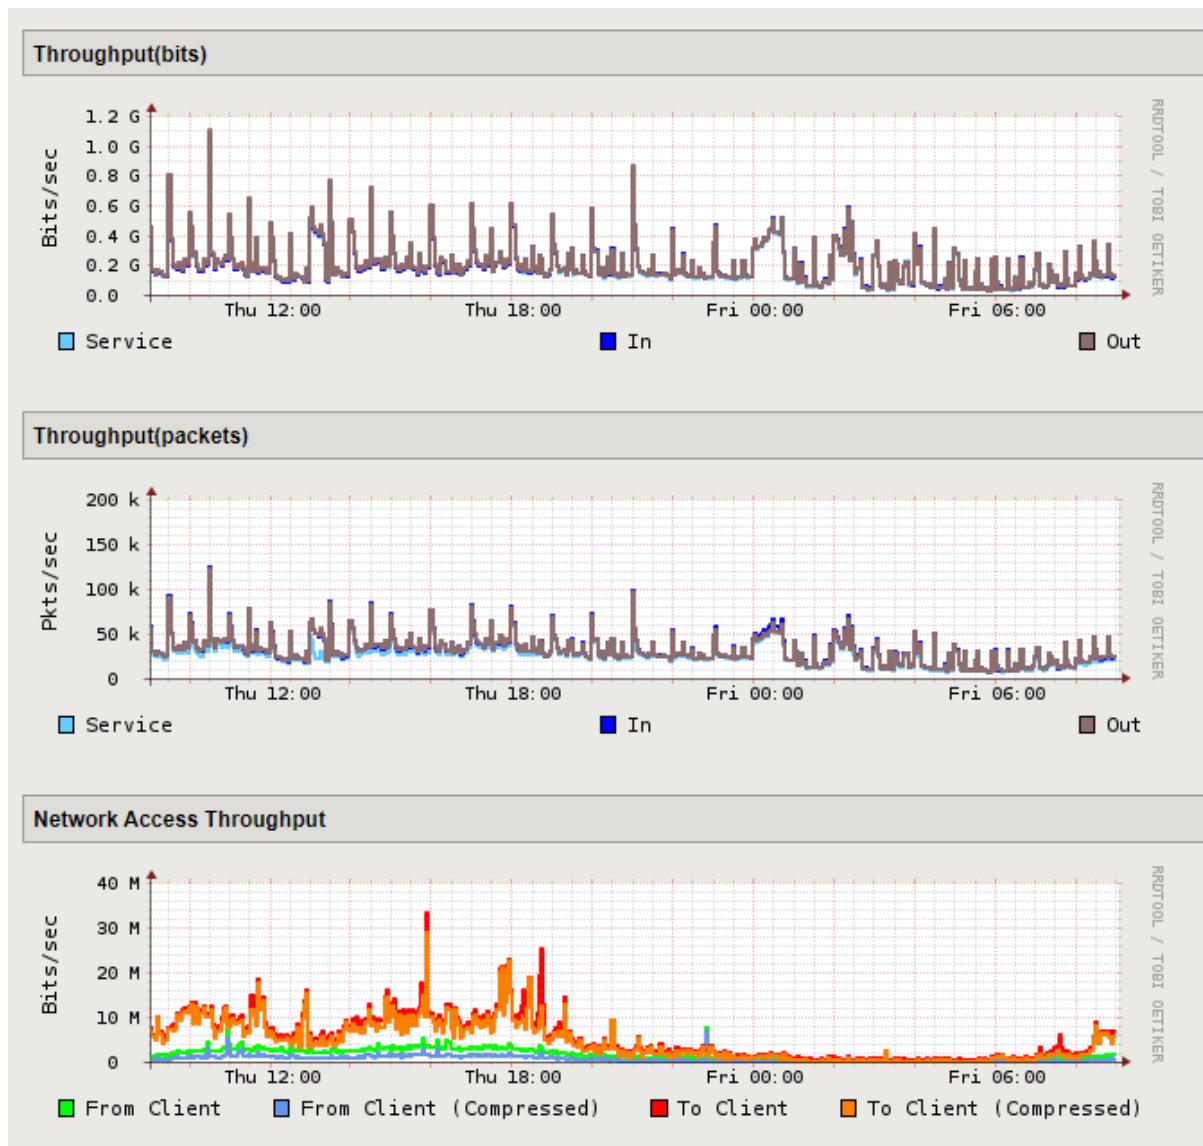 Throughput(bits)
1.2 G
1.0 G
0.8 G
0.6 G
0.4 G
0.2 G
0.0
Bits/sec
RRDTOOL / TOBI OETIKER
Thu 12:00 Thu 18:00 Fri 00:00 Fri 06:00
Service In Out
Throughput(packets)
200 k
150 k
100 k
50 k
0
Pkts/sec
RRDTOOL / TOBI OETIKER
Thu 12:00 Thu 18:00 Fri 00:00 Fri 06:00
Service In Out
Network Access Throughput
40 M
30 M
20 M
10 M
0
Bits/sec
RRDTOOL / TOBI OETIKER
Thu 12:00 Thu 18:00 Fri 00:00 Fri 06:00
From Client From Client (Compressed) To Client To Client (Compressed)